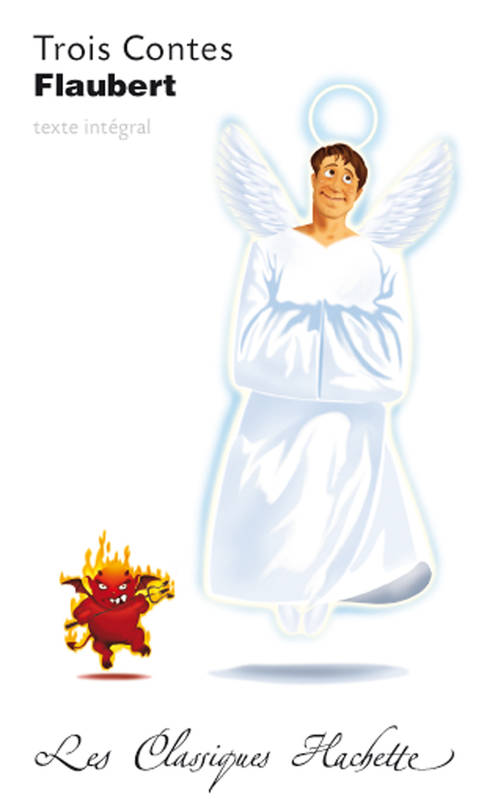 Trois Contes
Flaubert
texte intégral
Les Classiques Hachette